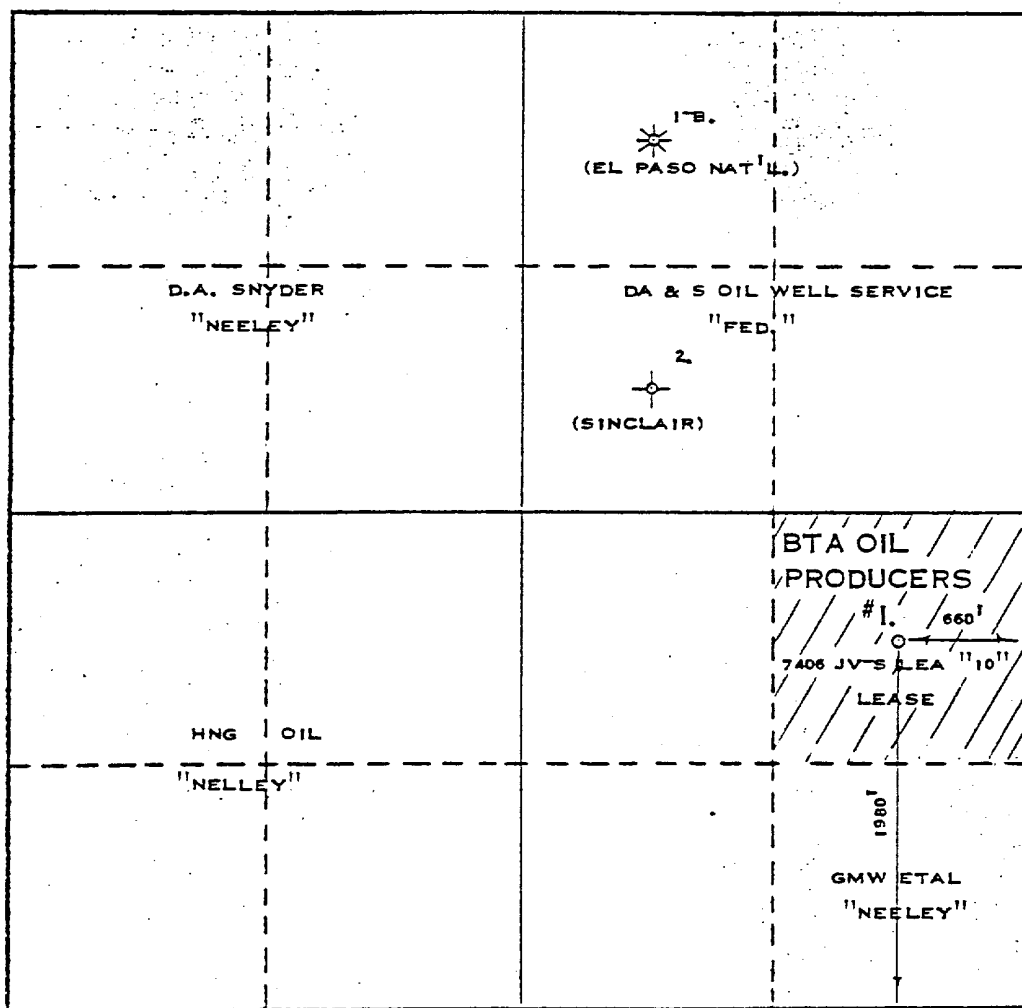 1-B.
(EL PASO NAT'L.)
D.A. SNYDER
"NEELEY"
DA & S OIL WELL SERVICE
"FED."
2.
(SINCLAIR)
BTA OIL
PRODUCERS
#1.
660'
7406 JV-S LEA "10"
LEASE
HNG OIL
"NELLEY"
1980'
GMW ETAL
"NEELEY"